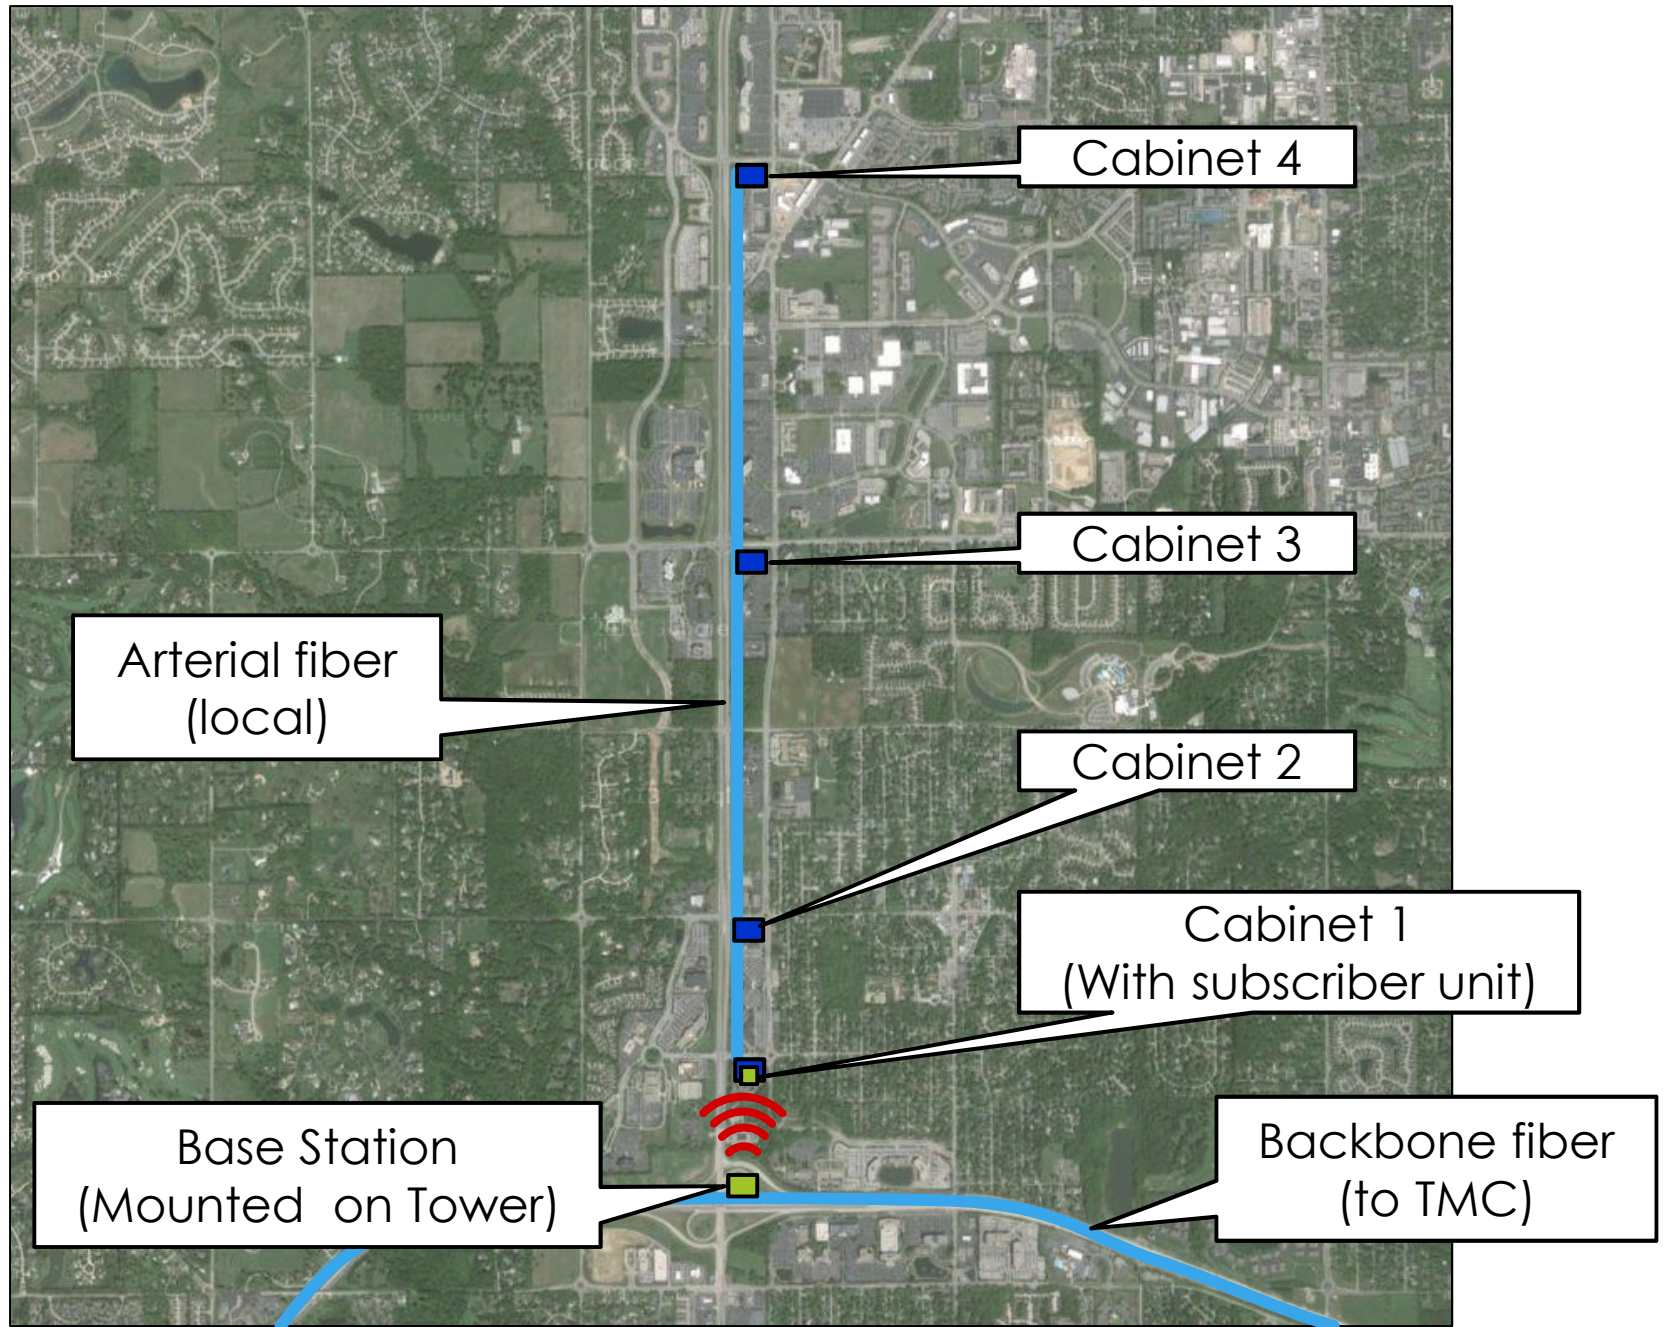 Cabinet 4
Cabinet 3
Arterial fiber
(local)
Cabinet 2
Cabinet 1
(With subscriber unit)
Base Station
(Mounted  on Tower)
Backbone fiber
(to TMC)